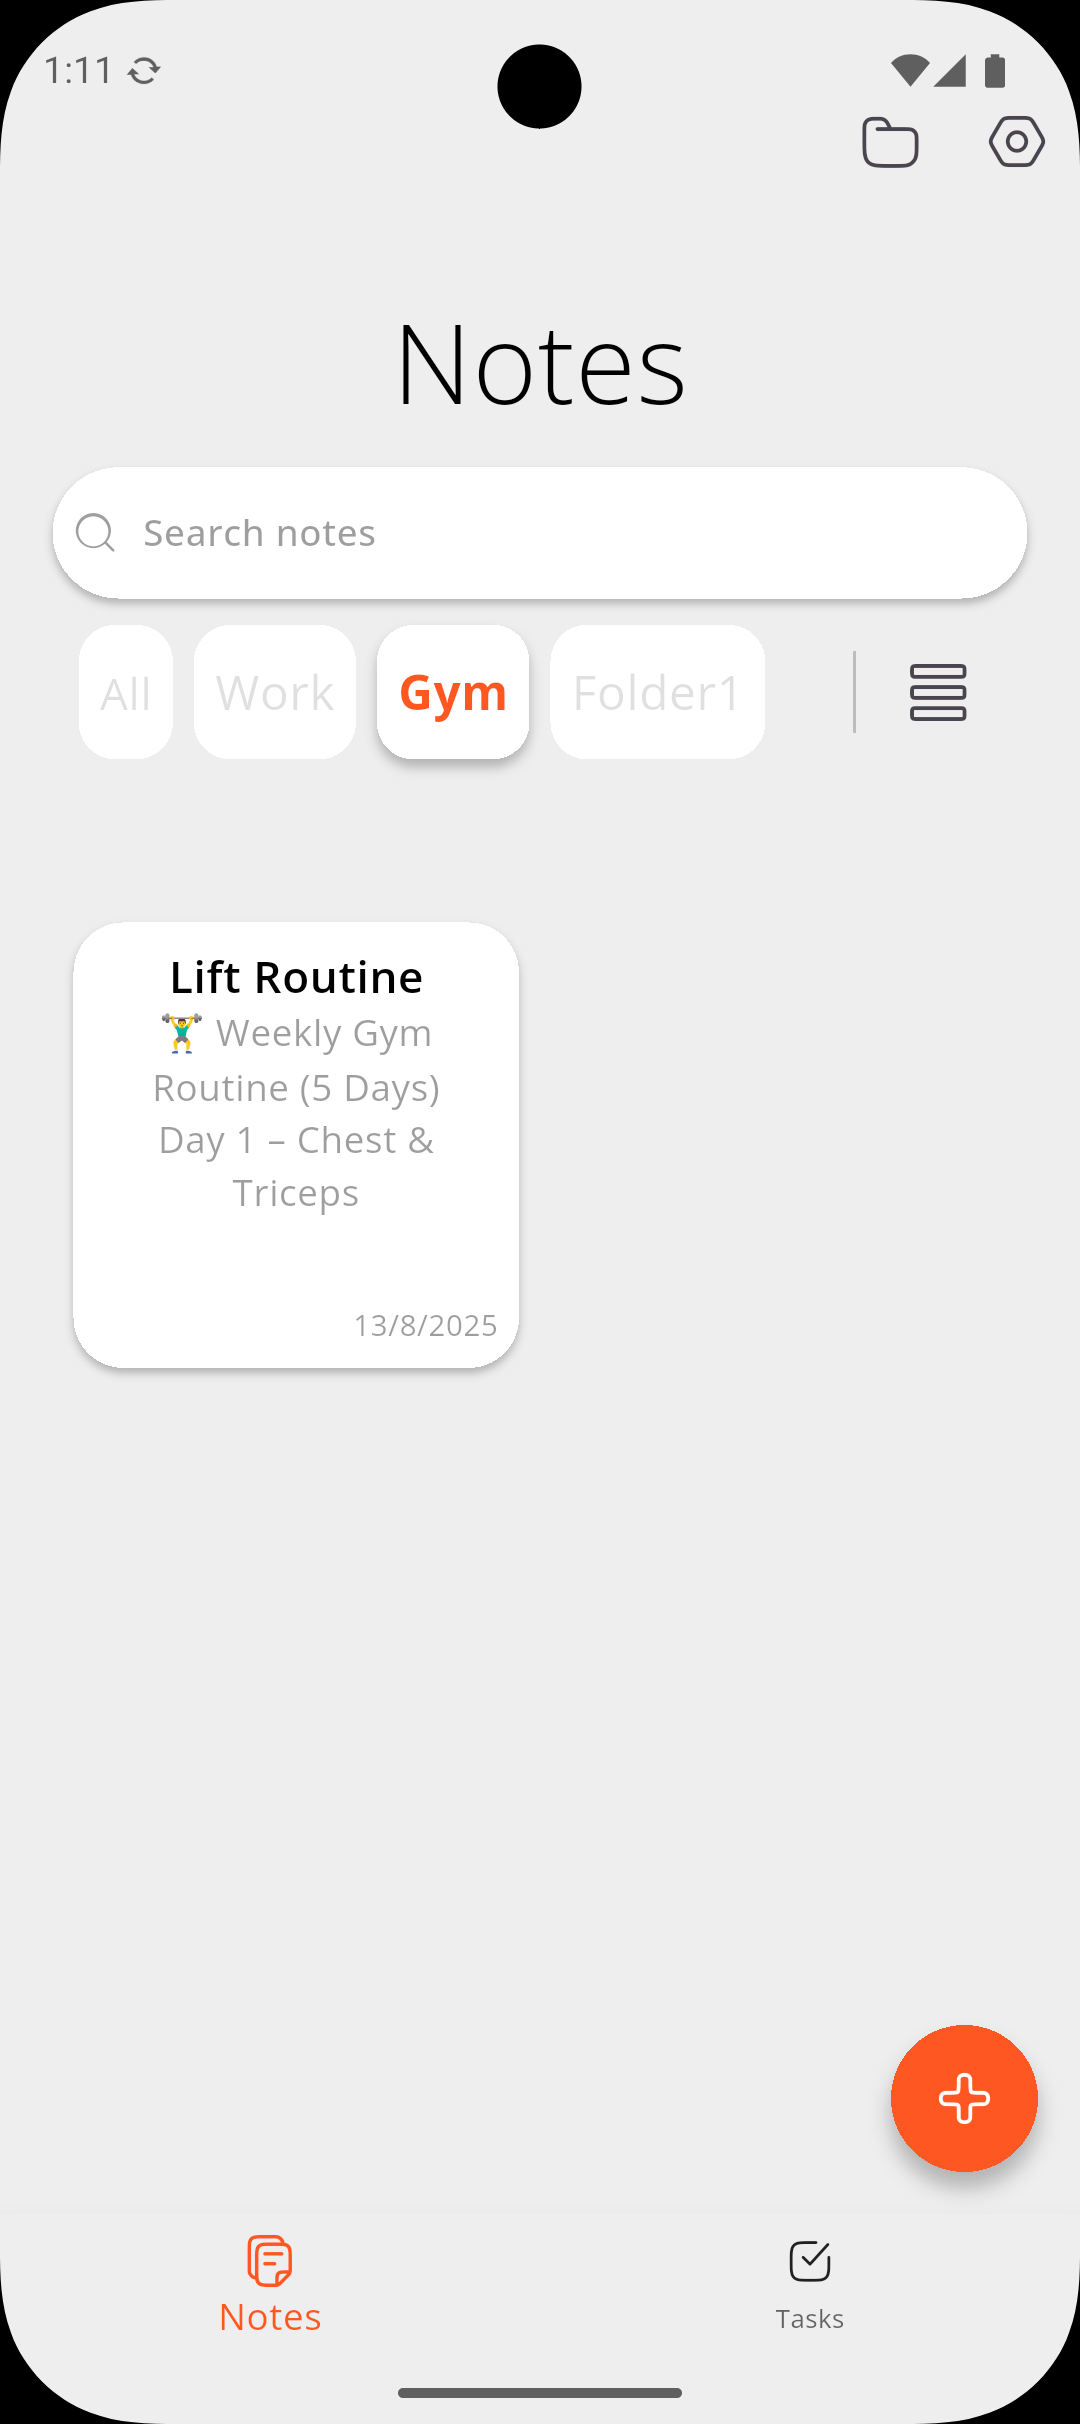 1:11
Notes
Search notes
All
Work
Gym
Folder1
Lift Routine
🏋️‍♂️ Weekly Gym
Routine (5 Days)
Day 1 – Chest &
Triceps
13/8/2025
Notes
Tasks